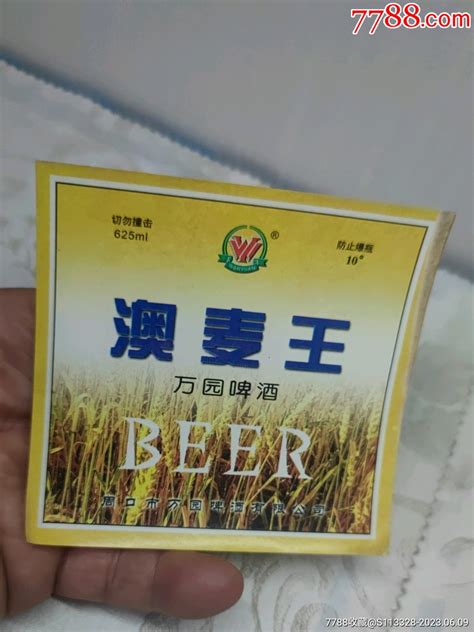 7788.com
切勿撞击
625ml
®
防止爆瓶
10°
澳麦王
万园啤酒
BEER
周口市万园啤酒有限公司
7788收藏@S113328-2023.06.09